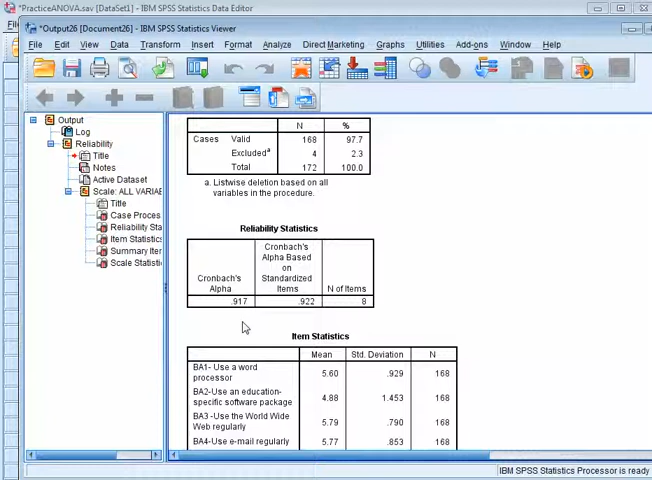 *PracticeANOVA.sav [DataSet1] - IBM SPSS Statistics Data Editor
*Output26 [Document26] - IBM SPSS Statistics Viewer
File Edit View Data Transform Insert Format Analyze Direct Marketing Graphs Utilities Add-ons Window Help
Output
Log
Reliability
Title
Notes
Active Dataset
Scale: ALL VARIAE
Title
Case Proces
Reliability Sta
Item Statistics
Summary Iter
Scale Statisti
N %
Cases Valid 168 97.7
Excludedᵃ 4 2.3
Total 172 100.0
a. Listwise deletion based on all
variables in the procedure.
Reliability Statistics
Cronbach's
Alpha
Cronbach's
Alpha Based
on
Standardized
Items
N of Items
.917 .922 8
Item Statistics
Mean Std. Deviation N
BA1- Use a word
processor
5.60 .929 168
BA2-Use an education-
specific software package
4.88 1.453 168
BA3 -Use the World Wide
Web regularly
5.79 .790 168
BA4-Use e-mail regularly 5.77 .853 168
IBM SPSS Statistics Processor is ready